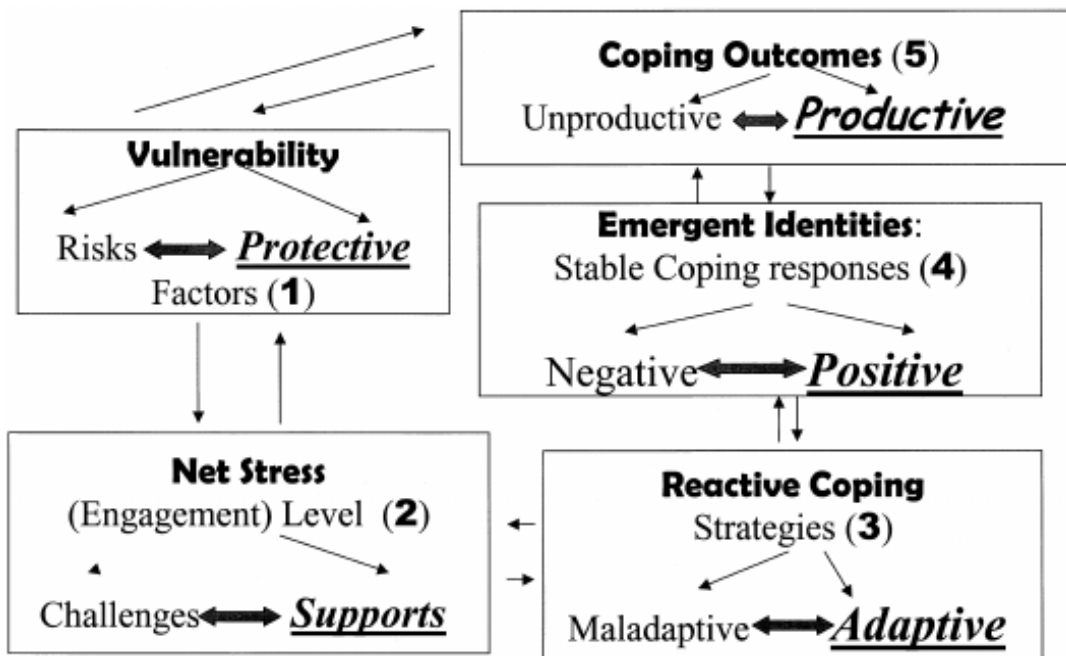 Coping Outcomes (5)
Unproductive Productive
Vulnerability
Risks Protective
Factors (1)
Emergent Identities:
Stable Coping responses (4)
Negative Positive
Net Stress
(Engagement) Level (2)
Challenges Supports
Reactive Coping
Strategies (3)
Maladaptive Adaptive